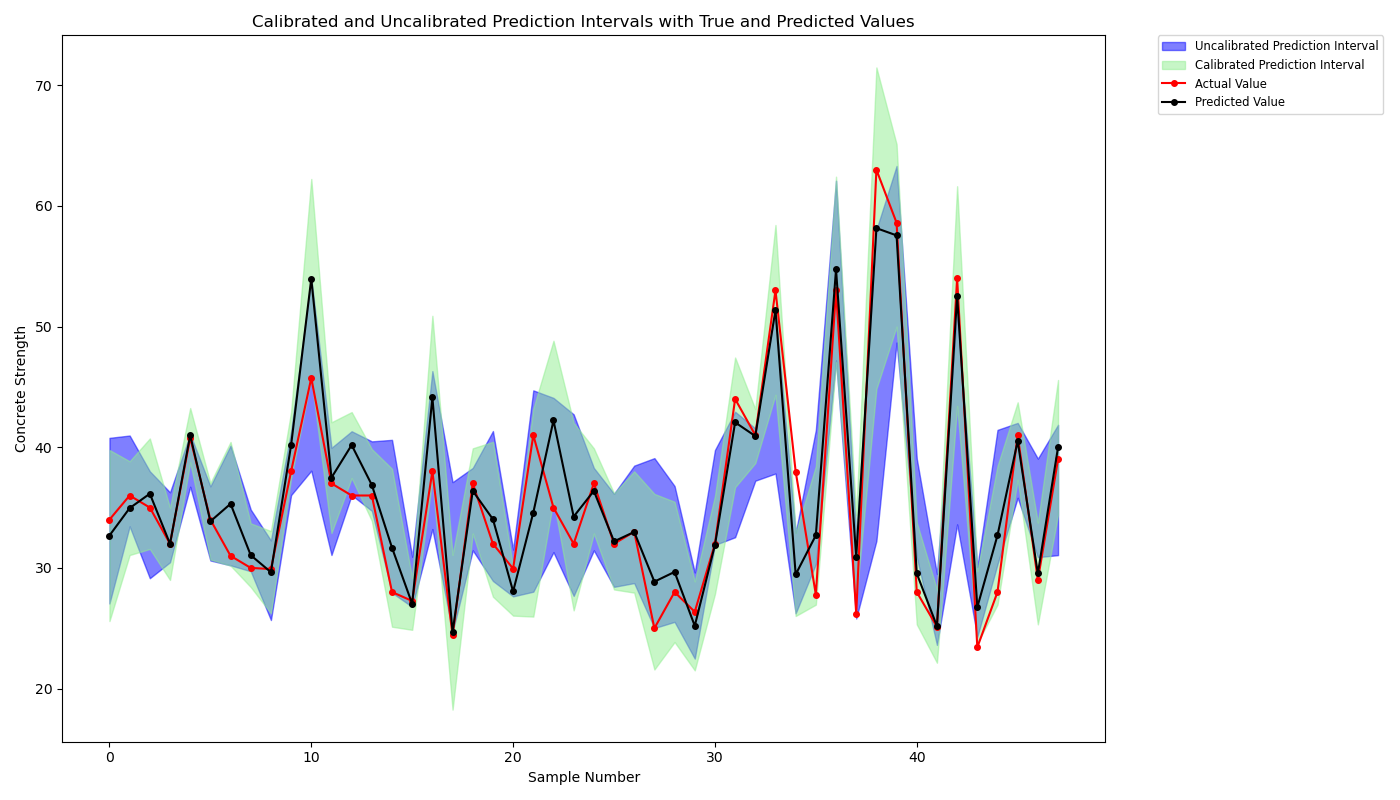 Calibrated and Uncalibrated Prediction Intervals with True and Predicted Values
Uncalibrated Prediction Interval
Calibrated Prediction Interval
Actual Value
Predicted Value
Concrete Strength
70
60
50
40
30
20
0 10 20 30 40
Sample Number